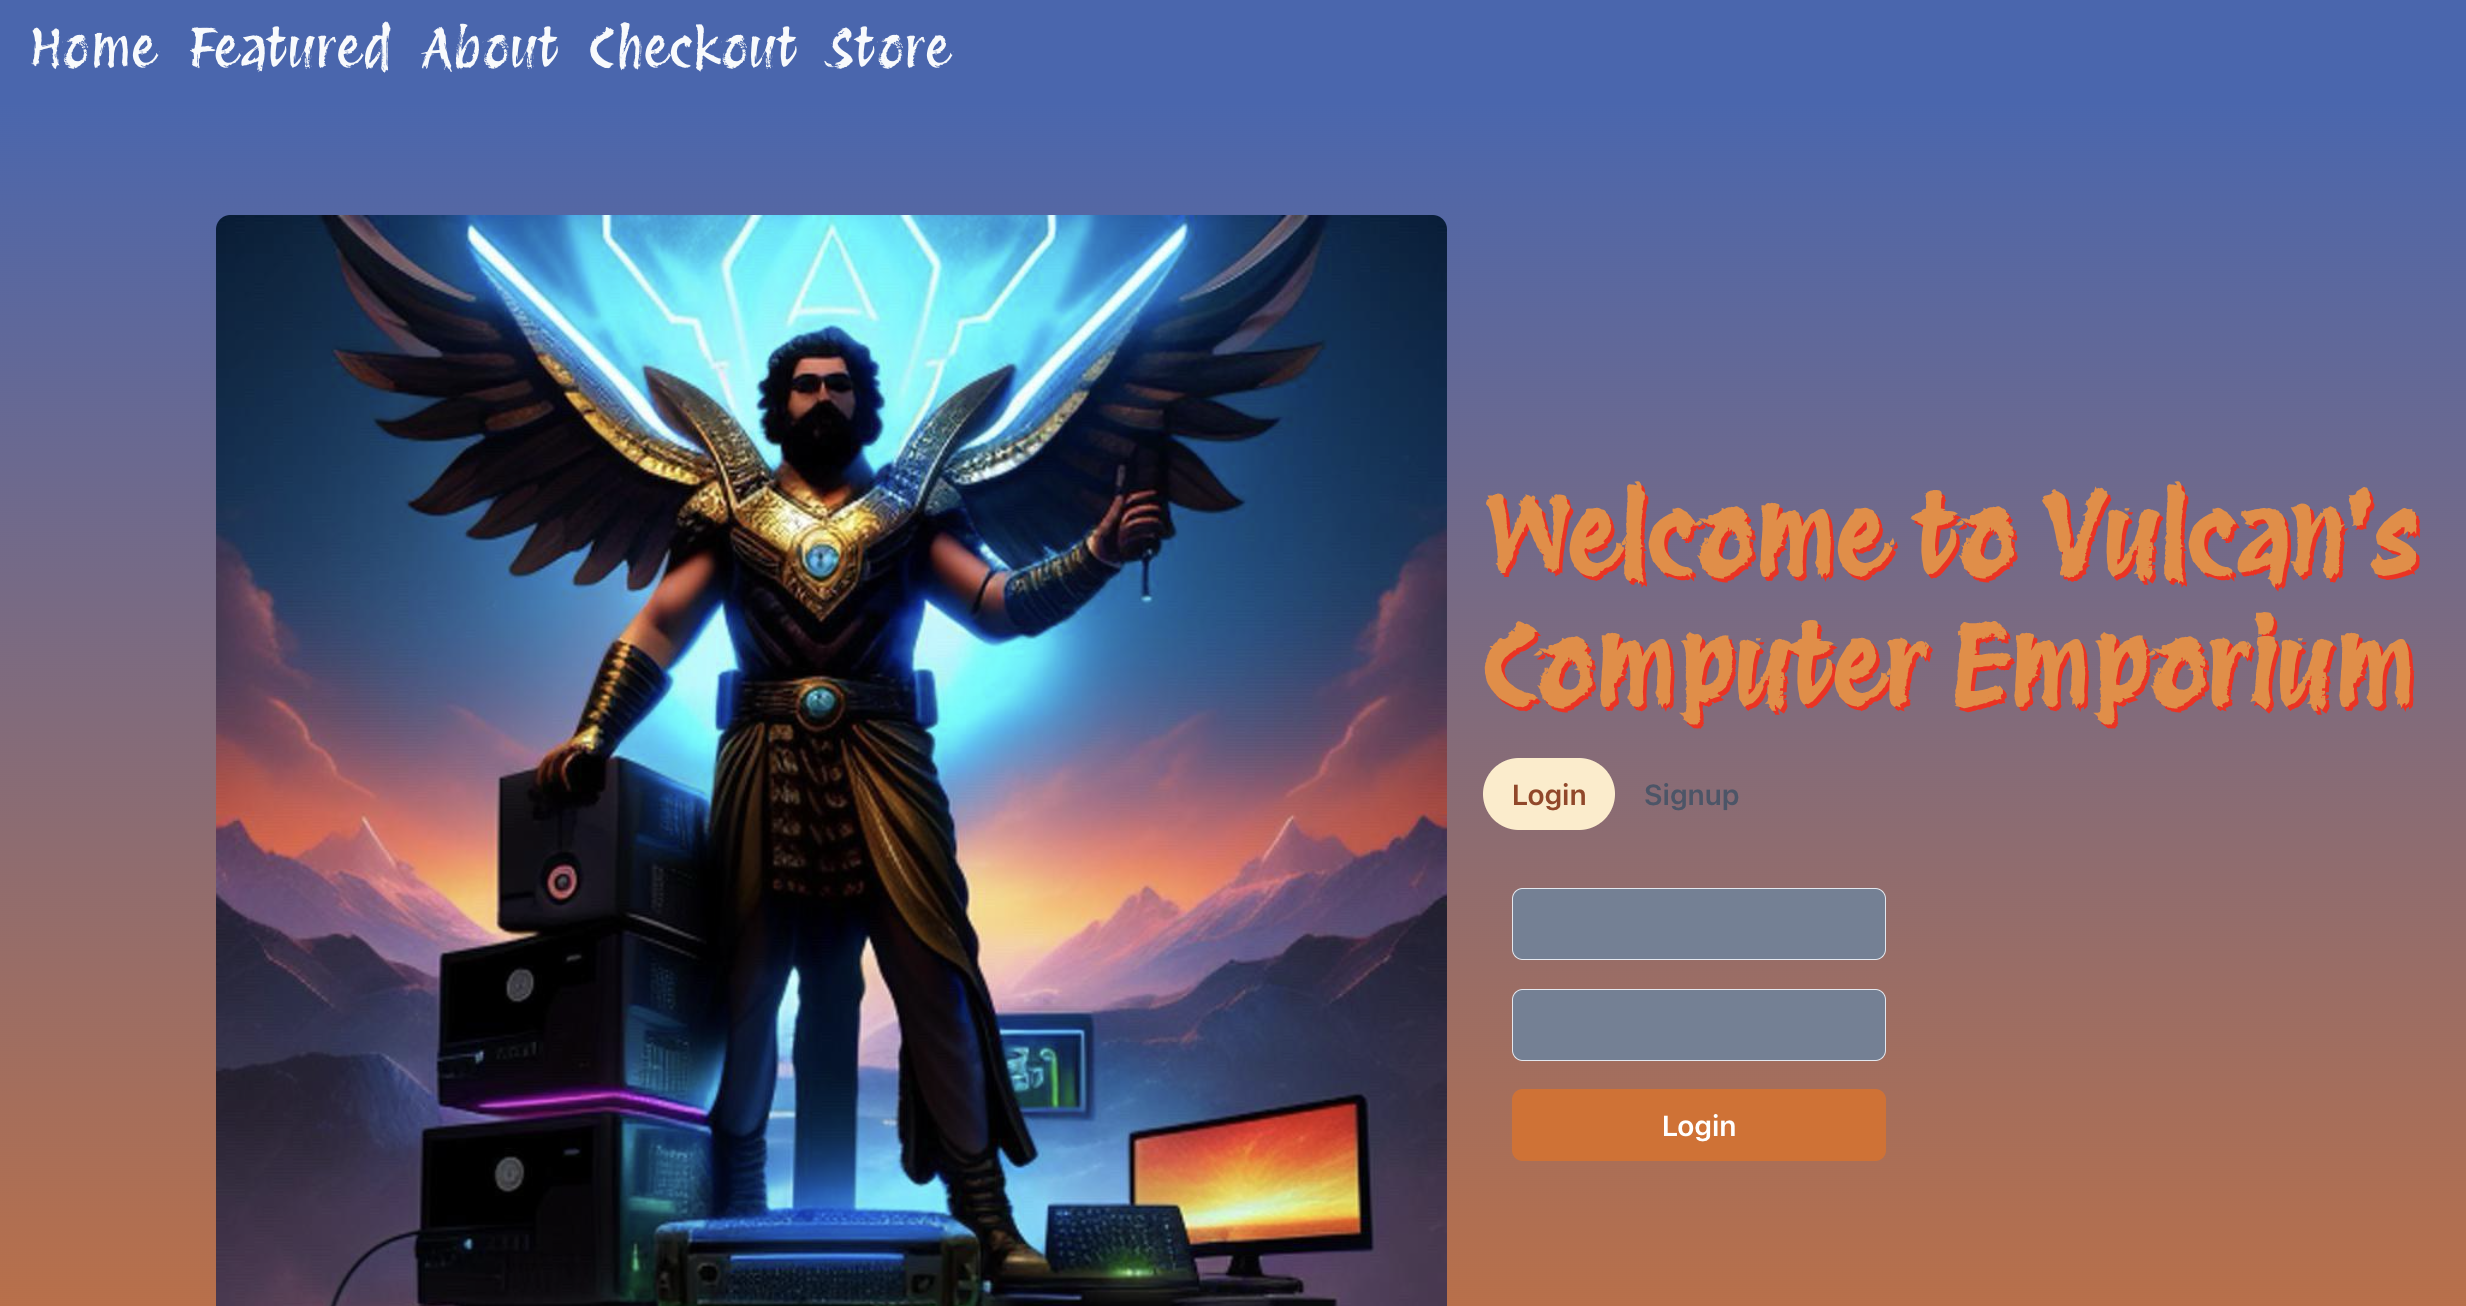 Home Featured About Checkout Store
Welcome to Vulcan's
Computer Emporium
Login Signup
Login